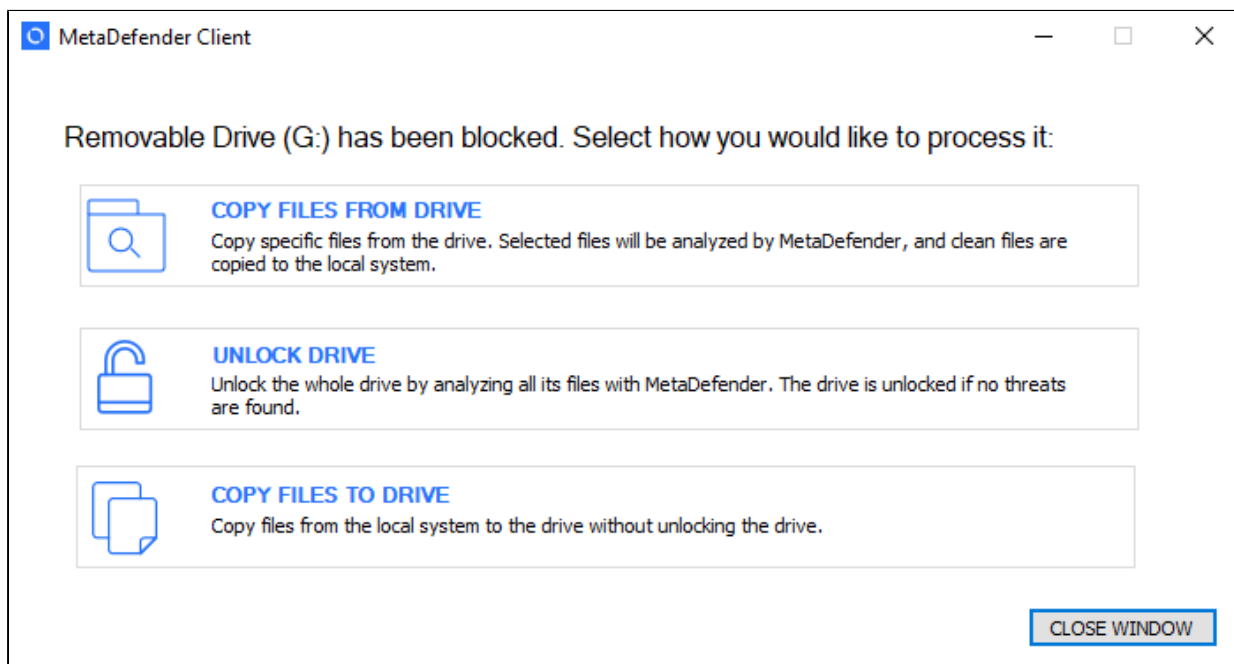 MetaDefender Client
Removable Drive (G:) has been blocked. Select how you would like to process it:
COPY FILES FROM DRIVE
Copy specific files from the drive. Selected files will be analyzed by MetaDefender, and clean files are
copied to the local system.
UNLOCK DRIVE
Unlock the whole drive by analyzing all its files with MetaDefender. The drive is unlocked if no threats
are found.
COPY FILES TO DRIVE
Copy files from the local system to the drive without unlocking the drive.
CLOSE WINDOW